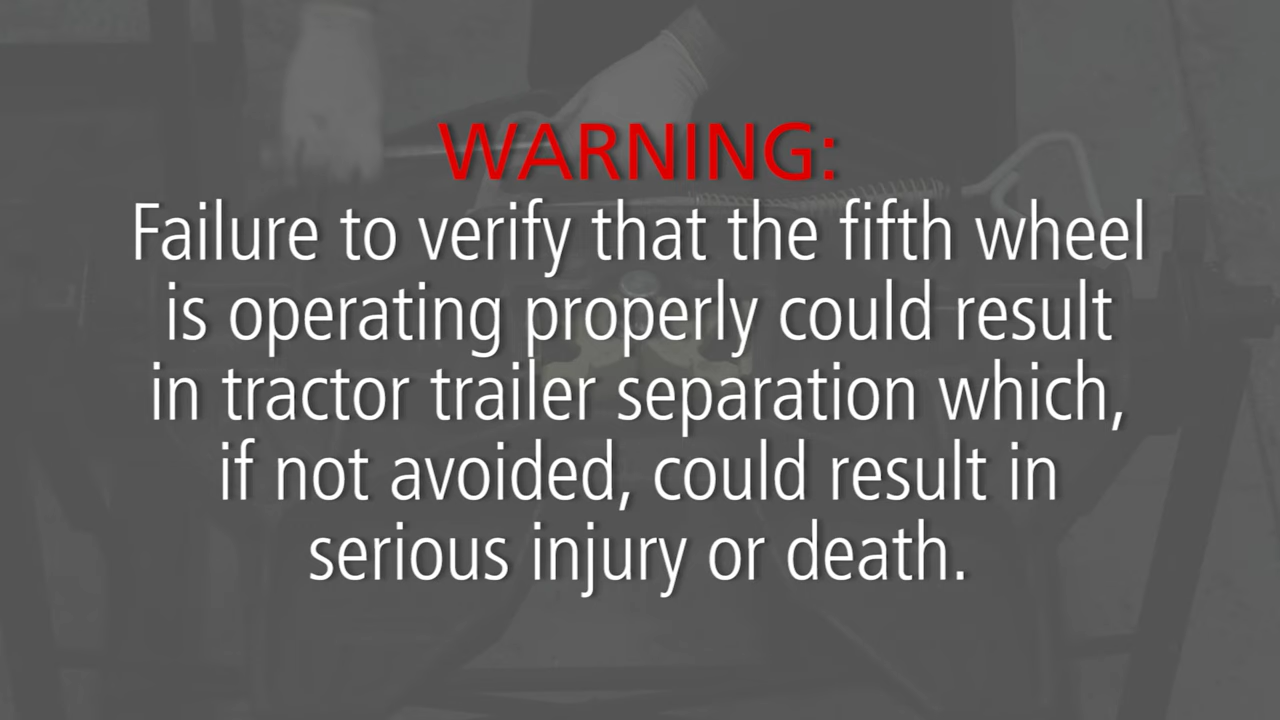 WARNING:
Failure to verify that the fifth wheel
is operating properly could result
in tractor trailer separation which,
if not avoided, could result in
serious injury or death.